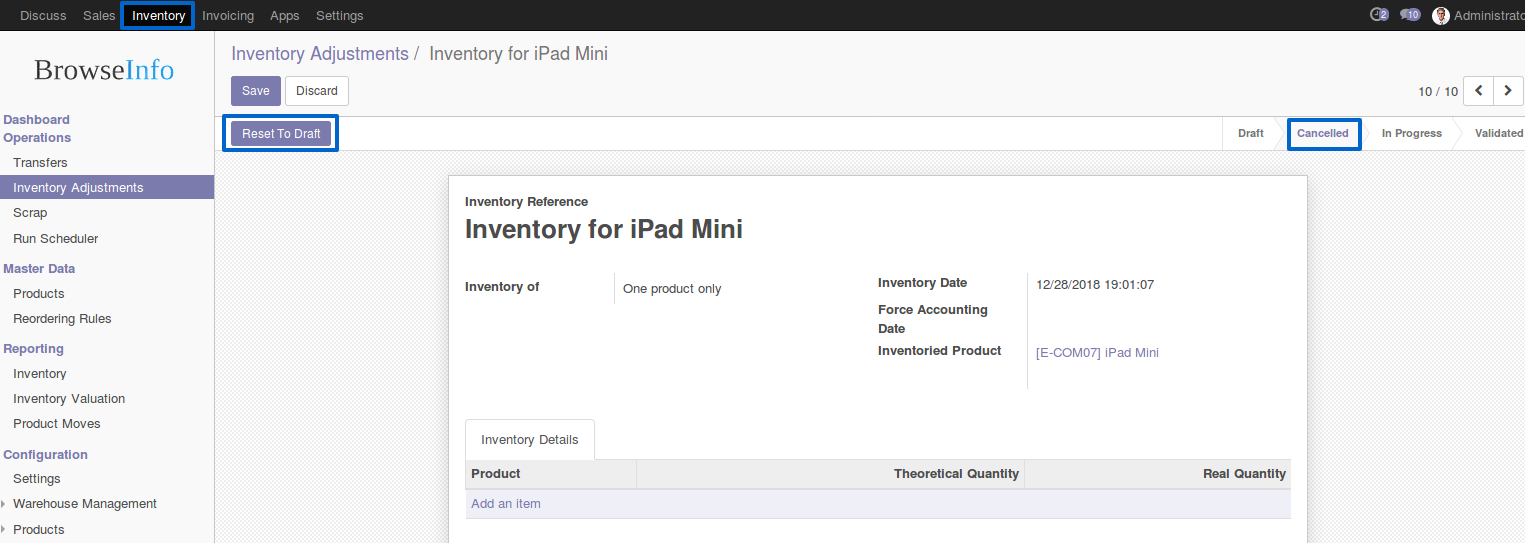 Discuss Sales Inventory Invoicing Apps Settings 2 10 Administrato
BrowseInfo
Dashboard
Operations
Transfers
Inventory Adjustments
Scrap
Run Scheduler
Master Data
Products
Reordering Rules
Reporting
Inventory
Inventory Valuation
Product Moves
Configuration
Settings
Warehouse Management
Products
Inventory Adjustments / Inventory for iPad Mini
Save Discard 10 / 10
Reset To Draft Draft Cancelled In Progress Validated
Inventory Reference
Inventory for iPad Mini
Inventory of One product only
Inventory Date 12/28/2018 19:01:07
Force Accounting
Date
Inventoried Product [E-COM07] iPad Mini
Inventory Details
Product Theoretical Quantity Real Quantity
Add an item